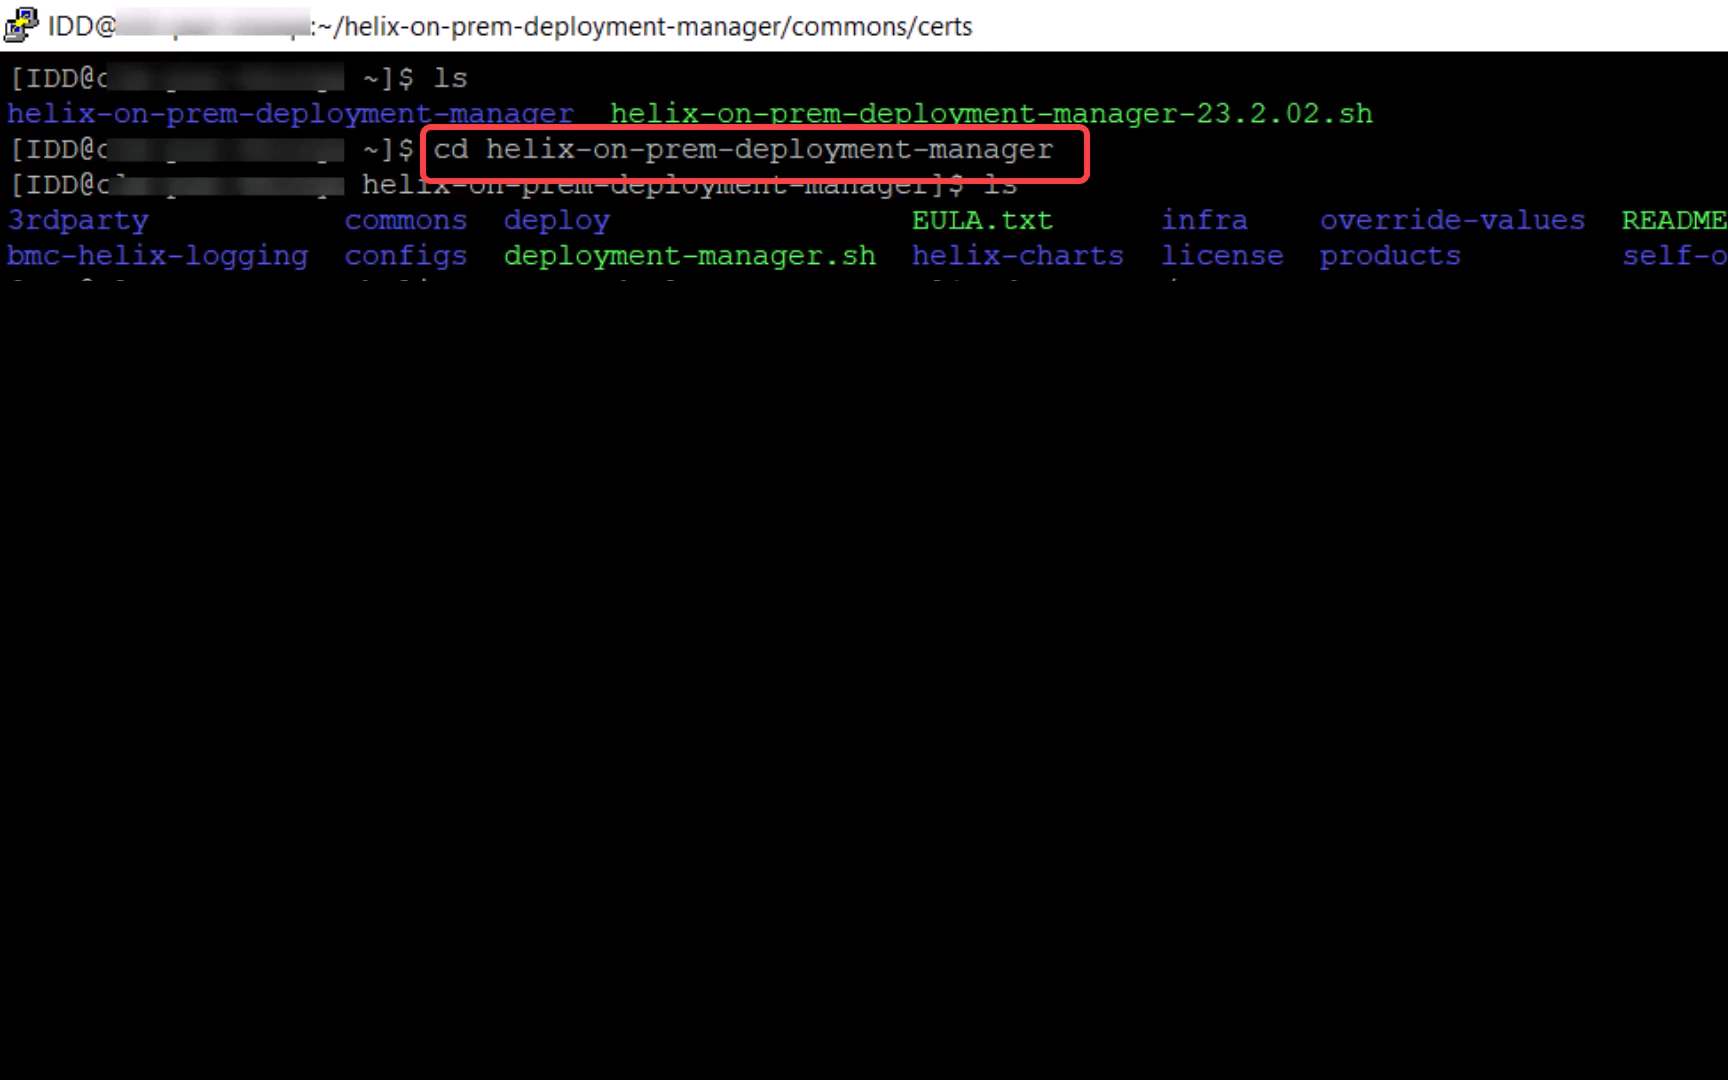 IDD@ :~/helix-on-prem-deployment-manager/commons/certs
[IDD@c ~]$ ls
helix-on-prem-deployment-manager helix-on-prem-deployment-manager-23.2.02.sh
[IDD@c ~]$ cd helix-on-prem-deployment-manager
[IDD@c helix-on-prem-deployment-manager]$ ls
3rdparty commons deploy EULA.txt infra override-values README
bmc-helix-logging configs deployment-manager.sh helix-charts license products self-o